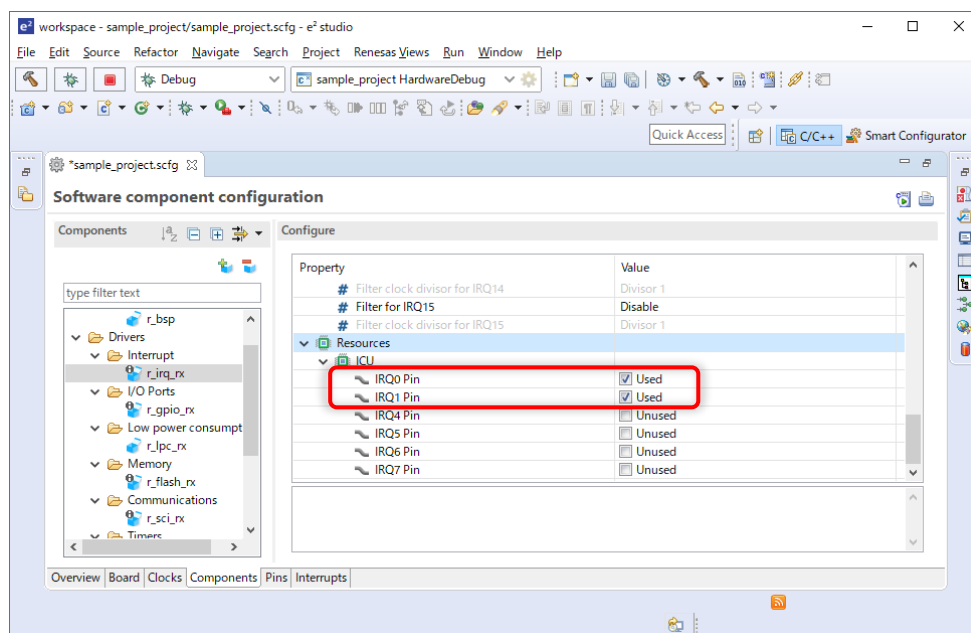 workspace - sample_project/sample_project.scfg - e² studio
File Edit Source Refactor Navigate Search Project Renesas Views Run Window Help
Debug
sample_project HardwareDebug
Quick Access
C/C++
Smart Configurator
*sample_project.scfg
Software component configuration
Components
Configure
type filter text
r_bsp
Drivers
Interrupt
r_irq_rx
I/O Ports
r_gpio_rx
Low power consumpt
r_lpc_rx
Memory
r_flash_rx
Communications
r_sci_rx
Timers
Property Value
# Filter clock divisor for IRQ14 Divisor 1
# Filter for IRQ15 Disable
# Filter clock divisor for IRQ15 Divisor 1
Resources
ICU
IRQ0 Pin Used
IRQ1 Pin Used
IRQ4 Pin Unused
IRQ5 Pin Unused
IRQ6 Pin Unused
IRQ7 Pin Unused
Overview Board Clocks Components Pins Interrupts